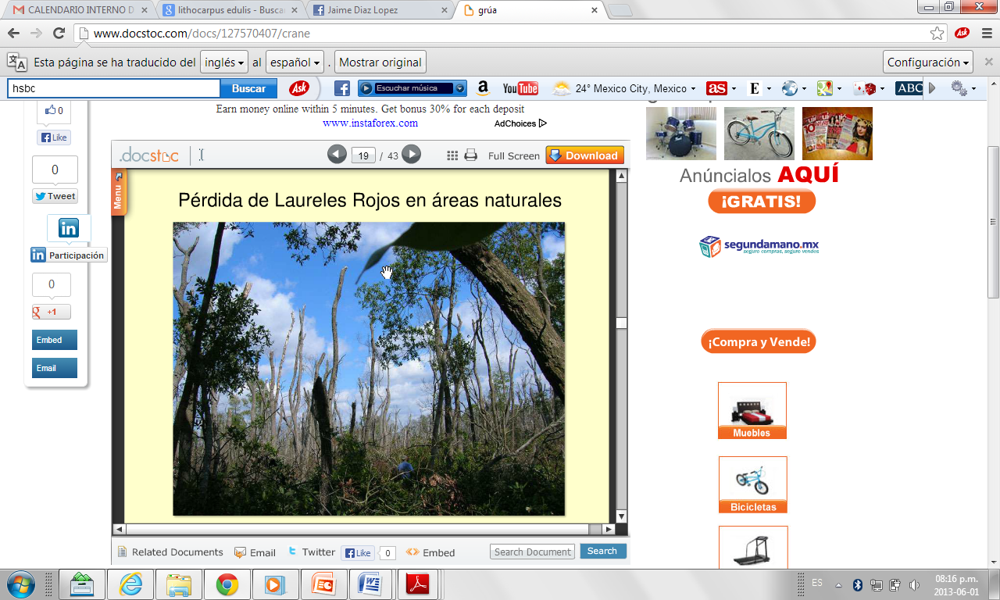 CALENDARIO INTERNO D
lithocarpus edulis - Busca
Jaime Diaz Lopez
grúa
www.docstoc.com/docs/127570407/crane
Ask
Esta página se ha traducido del inglés al español . Mostrar original
Configuración
hsbc
Buscar
Ask
Escuchar música
a
YouTube
24° Mexico City, Mexico
as
E
ABC
0
Like
0
Tweet
in
in Participación
0
+1
Embed
Email
Earn money online within 5 minutes. Get bonus 30% for each deposit
www.instaforex.com
AdChoices
.docstoc
19 / 43
Full Screen
Download
Menu
Pérdida de Laureles Rojos en áreas naturales
Related Documents
Email
Twitter
Like
0
Embed
Search Document
Search
Anúncialos AQUÍ
¡GRATIS!
segundamano.mx
seguro compras, seguro vendes
¡Compra y Vende!
Muebles
Bicicletas
ES
08:16 p.m.
2013-06-01